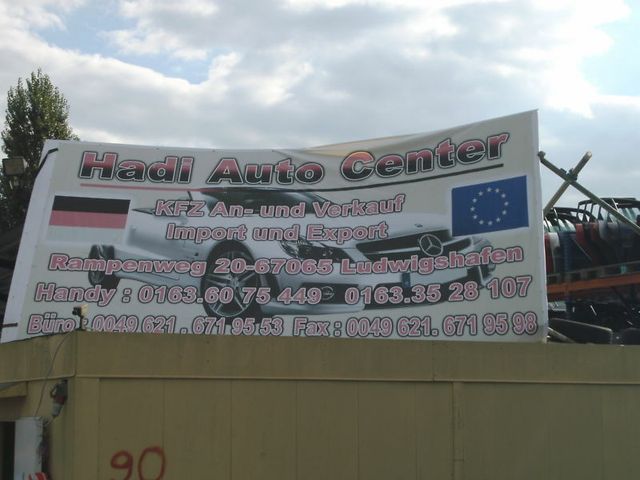 Hadi Auto Center
KFZ An- und Verkauf
Import und Export
Rampenweg 20-67065 Ludwigshafen
Handy : 0163.60 75 449 0163.35 28 107
Büro : 0049 621 . 671 95 53 Fax : 0049 621. 671 95 98
90